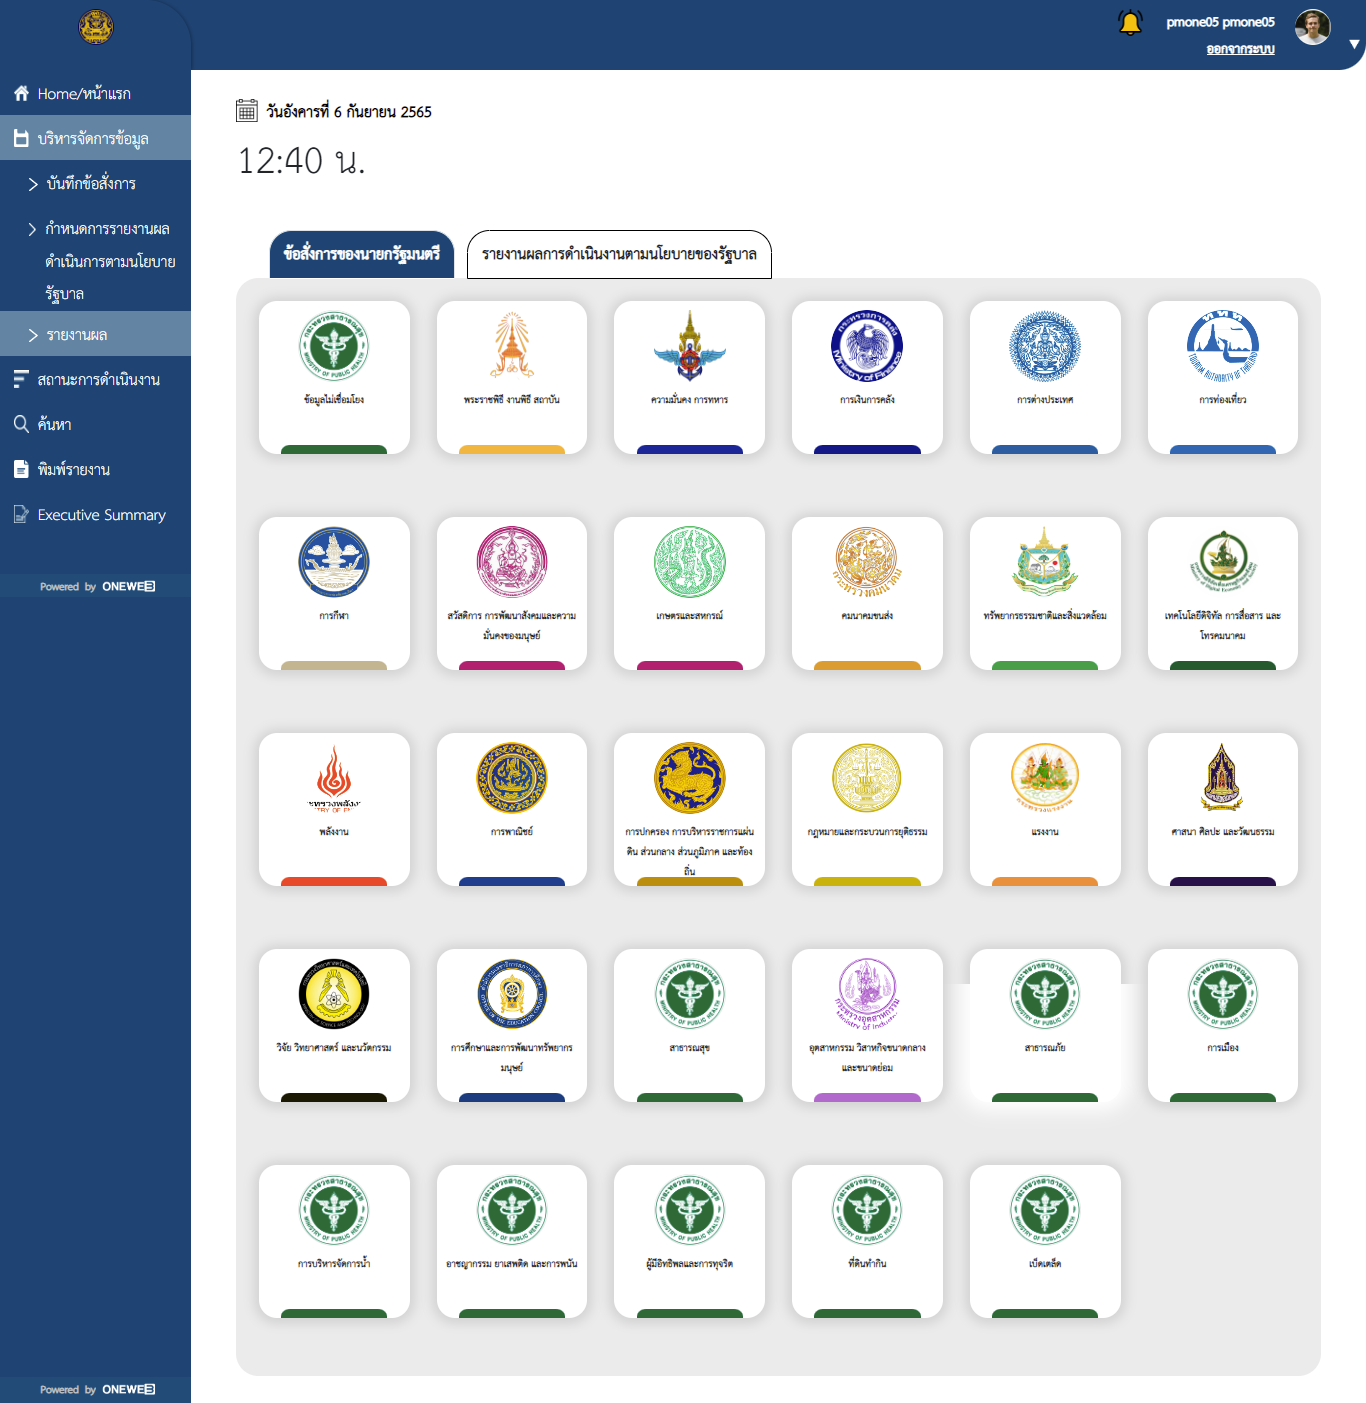 pmone05 pmone05
ออกจากระบบ
Home/หน้าแรก
บริหารจัดการข้อมูล
บันทึกข้อสั่งการ
กำหนดการรายงานผล
ดำเนินการตามนโยบาย
รัฐบาล
รายงานผล
สถานะการดำเนินงาน
ค้นหา
พิมพ์รายงาน
Executive Summary
Powered by ONEWEB
วันอังคารที่ 6 กันยายน 2565
12:40 น.
ข้อสั่งการของนายกรัฐมนตรี
รายงานผลการดำเนินงานตามนโยบายของรัฐบาล
ข้อมูลไม่เชื่อมโยง
พระราชพิธี งานพิธี สถาบัน
ความมั่นคง การทหาร
การเงินการคลัง
การต่างประเทศ
การท่องเที่ยว
การกีฬา
สวัสดิการ การพัฒนาสังคมและความ
มั่นคงของมนุษย์
เกษตรและสหกรณ์
คมนาคมขนส่ง
ทรัพยากรธรรมชาติและสิ่งแวดล้อม
เทคโนโลยีดิจิทัล การสื่อสาร และ
โทรคมนาคม
พลังงาน
การพาณิชย์
การปกครอง การบริหารราชการแผ่น
ดิน ส่วนกลาง ส่วนภูมิภาค และท้อง
ถิ่น
กฎหมายและกระบวนการยุติธรรม
แรงงาน
ศาสนา ศิลปะ และวัฒนธรรม
วิจัย วิทยาศาสตร์ และนวัตกรรม
การศึกษาและการพัฒนาทรัพยากร
มนุษย์
สาธารณสุข
อุตสาหกรรม วิสาหกิจขนาดกลาง
และขนาดย่อม
สาธารณภัย
การเมือง
การบริหารจัดการน้ำ
อาชญากรรม ยาเสพติด และการพนัน
ผู้มีอิทธิพลและการทุจริต
ที่ดินทำกิน
เบ็ดเตล็ด
Powered by ONEWEB